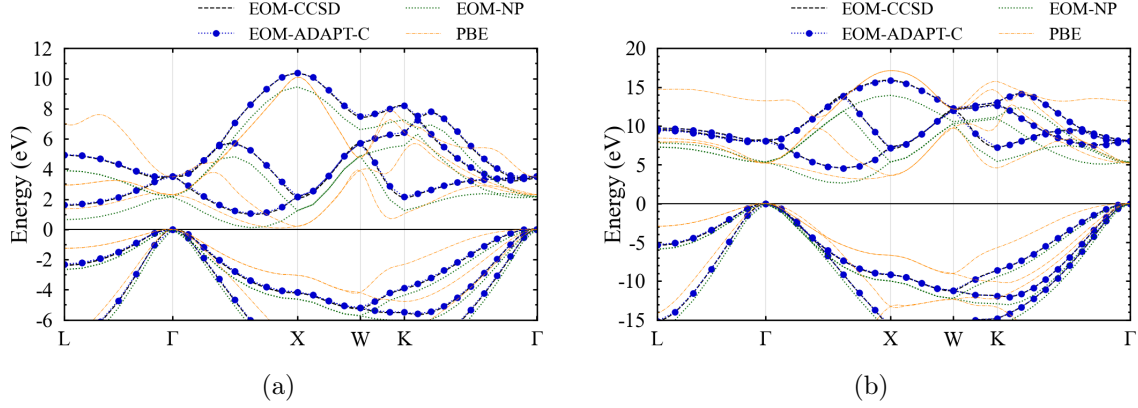 EOM-CCSD EOM-NP
EOM-ADAPT-C PBE
12
10
8
6
4
2
0
-2
-4
-6
Energy (eV)
L Γ X W K Γ
(a)
EOM-CCSD EOM-NP
EOM-ADAPT-C PBE
20
15
10
5
0
-5
-10
-15
Energy (eV)
L Γ X W K Γ
(b)